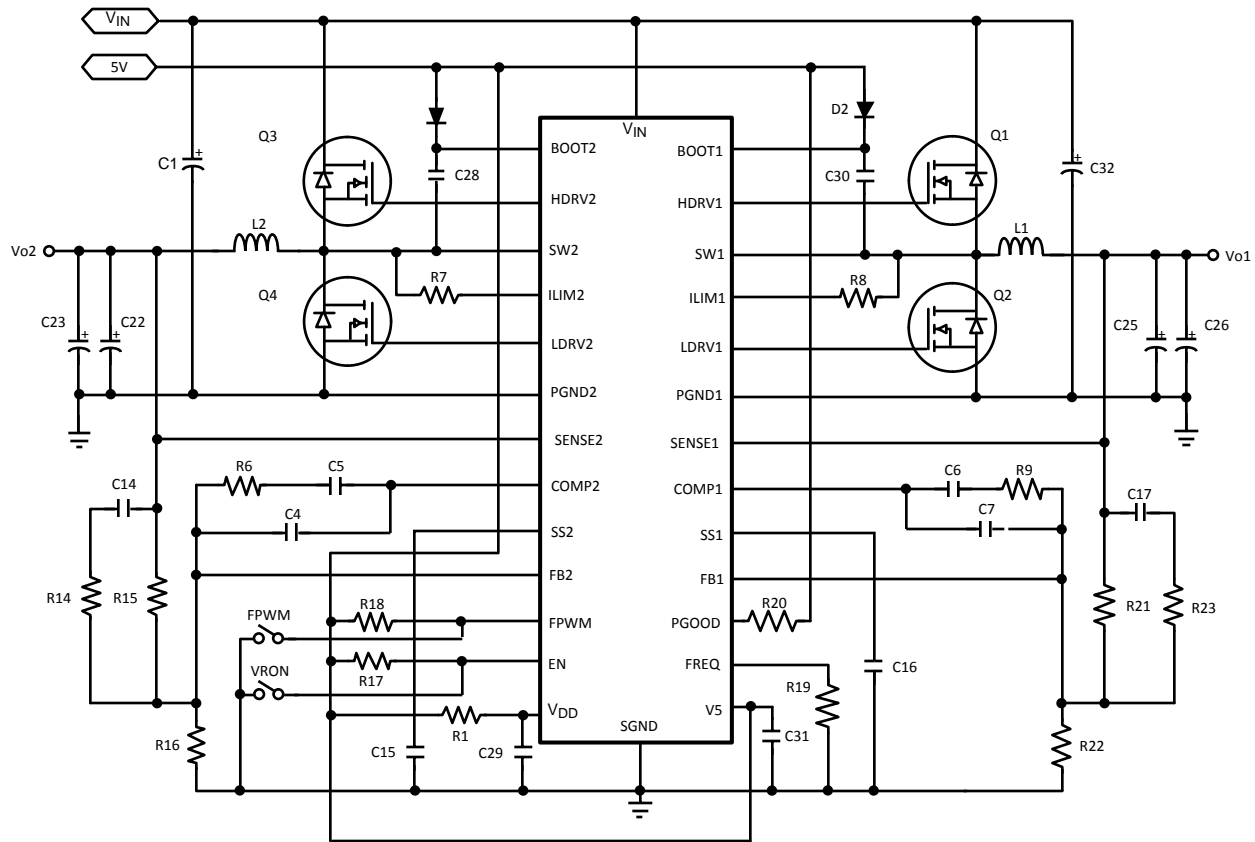 VIN
5V
D2
VIN
Q3
Q1
C1
BOOT2
BOOT1
C28
C30
C32
HDRV2
HDRV1
L2
L1
Vo2
SW2
SW1
Vo1
R7
R8
Q4
Q2
ILIM2
ILIM1
C23
C22
C25
C26
LDRV2
LDRV1
PGND2
PGND1
SENSE2
SENSE1
R6
C5
C6
R9
C14
COMP2
COMP1
C17
C4
C7
SS2
SS1
FB2
FB1
R14
R15
R18
R20
R21
R23
FPWM
FPWM
PGOOD
VRON
R17
EN
FREQ
C16
R19
VDD
V5
R16
R1
SGND
C15
C29
C31
R22